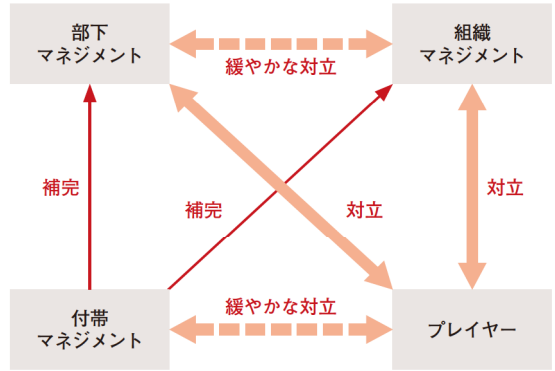 部下
マネジメント
組織
マネジメント
緩やかな対立
補完
補完
対立
対立
付帯
マネジメント
緩やかな対立
プレイヤー